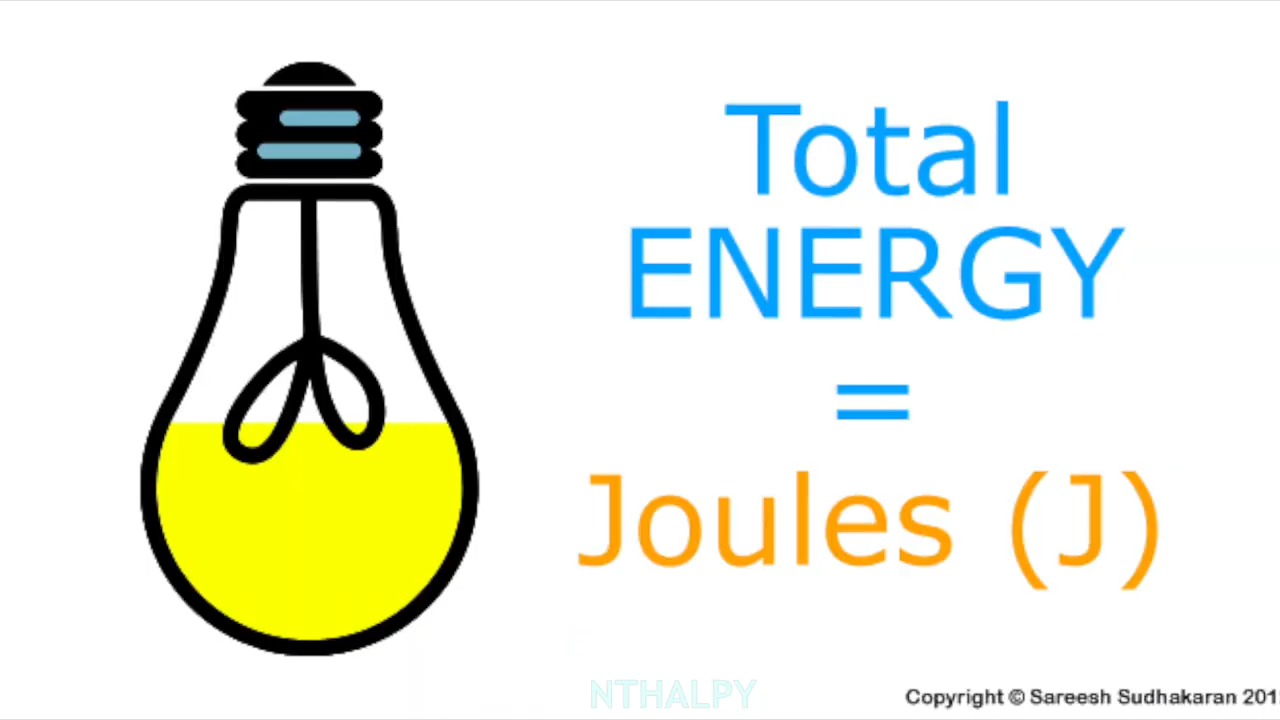 Total
ENERGY
=
Joules (J)
NTHALPY
Copyright © Sareesh Sudhakaran 201